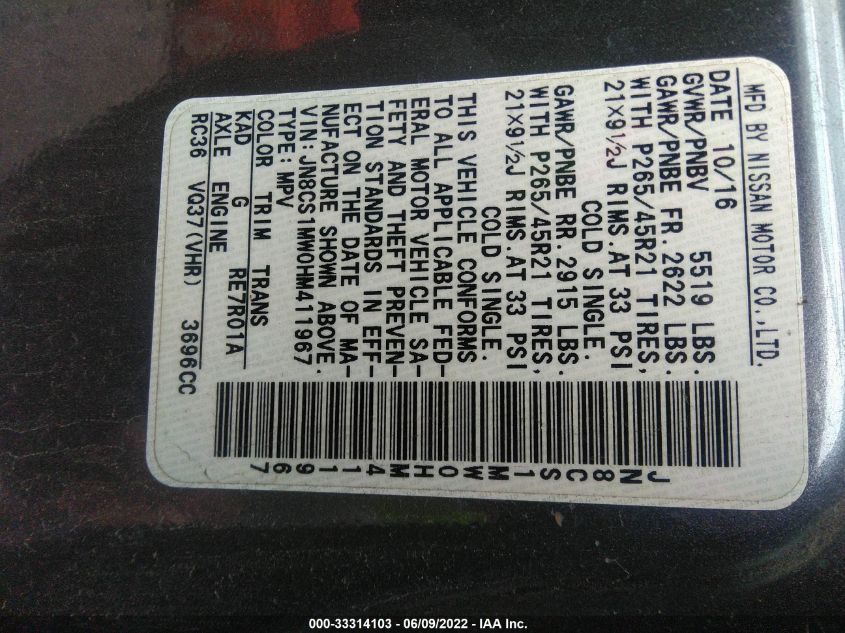 MFD BY NISSAN MOTOR CO.,LTD.
DATE 10/16
GVWR/PNBV 5519 LBS.
GAWR/PNBE FR. 2622 LBS.
WITH P265/45R21 TIRES,
21X9½J RIMS.AT 33 PSI
COLD SINGLE.
GAWR/PNBE RR. 2915 LBS.
WITH P265/45R21 TIRES,
21X9½J RIMS.AT 33 PSI
COLD SINGLE.
THIS VEHICLE CONFORMS
TO ALL APPLICABLE FED-
ERAL MOTOR VEHICLE SA-
FETY AND THEFT PREVEN-
TION STANDARDS IN EFF-
ECT ON THE DATE OF MA-
NUFACTURE SHOWN ABOVE.
VIN:JN8CS1MW0HM411967
TYPE:MPV
COLOR TRIM TRANS
KAD G RE7R01A
AXLE ENGINE
RC36 VQ37(VHR) 3696CC
JN8CS1MW0HM411967
000-33314103 - 06/09/2022 - IAA Inc.